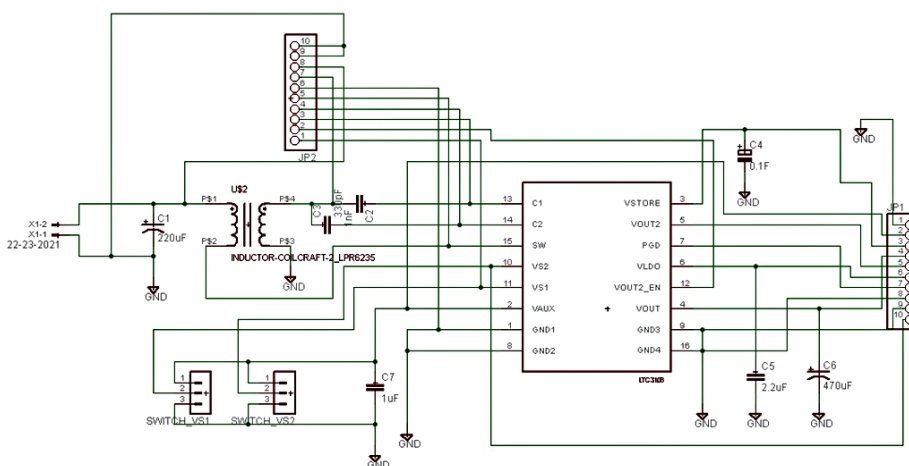 10
9
8
7
6
5
4
3
2
1
JP2
U$2
P$1
P$4
P$2
P$3
INDUCTOR-COILCRAFT-2_LPR6235
X1-2
X1-1
22-23-2021
C1
220uF
GND
GND
C3
330pF
1nF
C2
13
C1
14
C2
15
SW
10
VS2
11
VS1
2
VAUX
1
GND1
8
GND2
VSTORE
3
VOUT2
5
PGD
7
VLDO
6
VOUT2_EN
12
VOUT
4
GND3
9
GND4
16
LTC3108
C4
0.1F
GND
GND
JP1
1
2
3
4
5
6
7
8
9
10
C5
2.2uF
C6
470uF
GND
GND
GND
1
2
3
SWITCH_VS1
1
2
3
SWITCH_VS2
C7
1uF
GND
GND